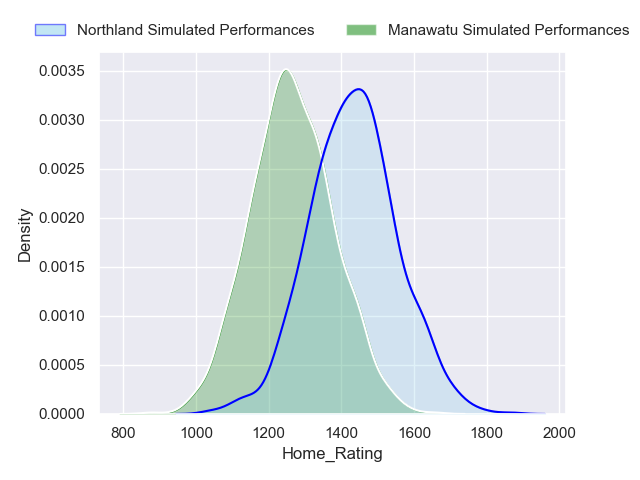 Northland Simulated Performances Manawatu Simulated Performances
0.0035
0.0030
0.0025
0.0020
0.0015
0.0010
0.0005
0.0000
Density
800 1000 1200 1400 1600 1800 2000
Home_Rating